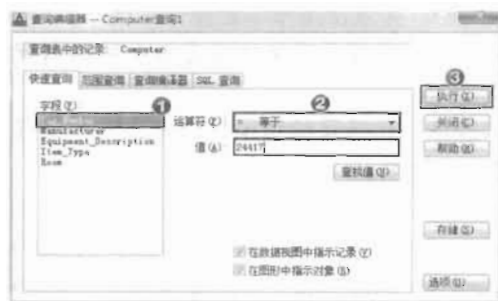 查询编辑器 - Computer查询1
查询表中的记录: Computer
快速查询 范围查询 查询编译器 SQL 查询
③
执行(E)
字段(F)
①
②
运算符(P)
= 等于
关闭(C)
Manufacturer
Equipment_Description
Item_Type
Room
值(A)
24417
帮助(H)
查找值(U)
存储(S)
在数据视图中指示记录(Y)
在图形中指示对象(G)
选项(O)